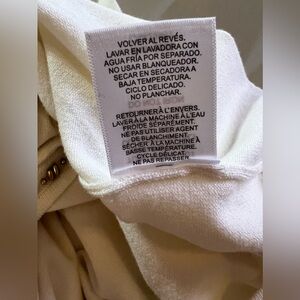 VOLVER AL REVÉS.
LAVAR EN LAVADORA CON
AGUA FRÍA POR SEPARADO.
NO USAR BLANQUEADOR.
SECAR EN SECADORA A
BAJA TEMPERATURA.
CICLO DELICADO.
NO PLANCHAR.
RETOURNER À L'ENVERS.
LAVER À LA MACHINE À L'EAU
FROIDE SÉPARÉMENT.
NE PAS UTILISER AGENT
DE BLANCHIMENT.
SÉCHER À LA MACHINE À
BASSE TEMPÉRATURE.
CYCLE DÉLICAT.
NE PAS REPASSER